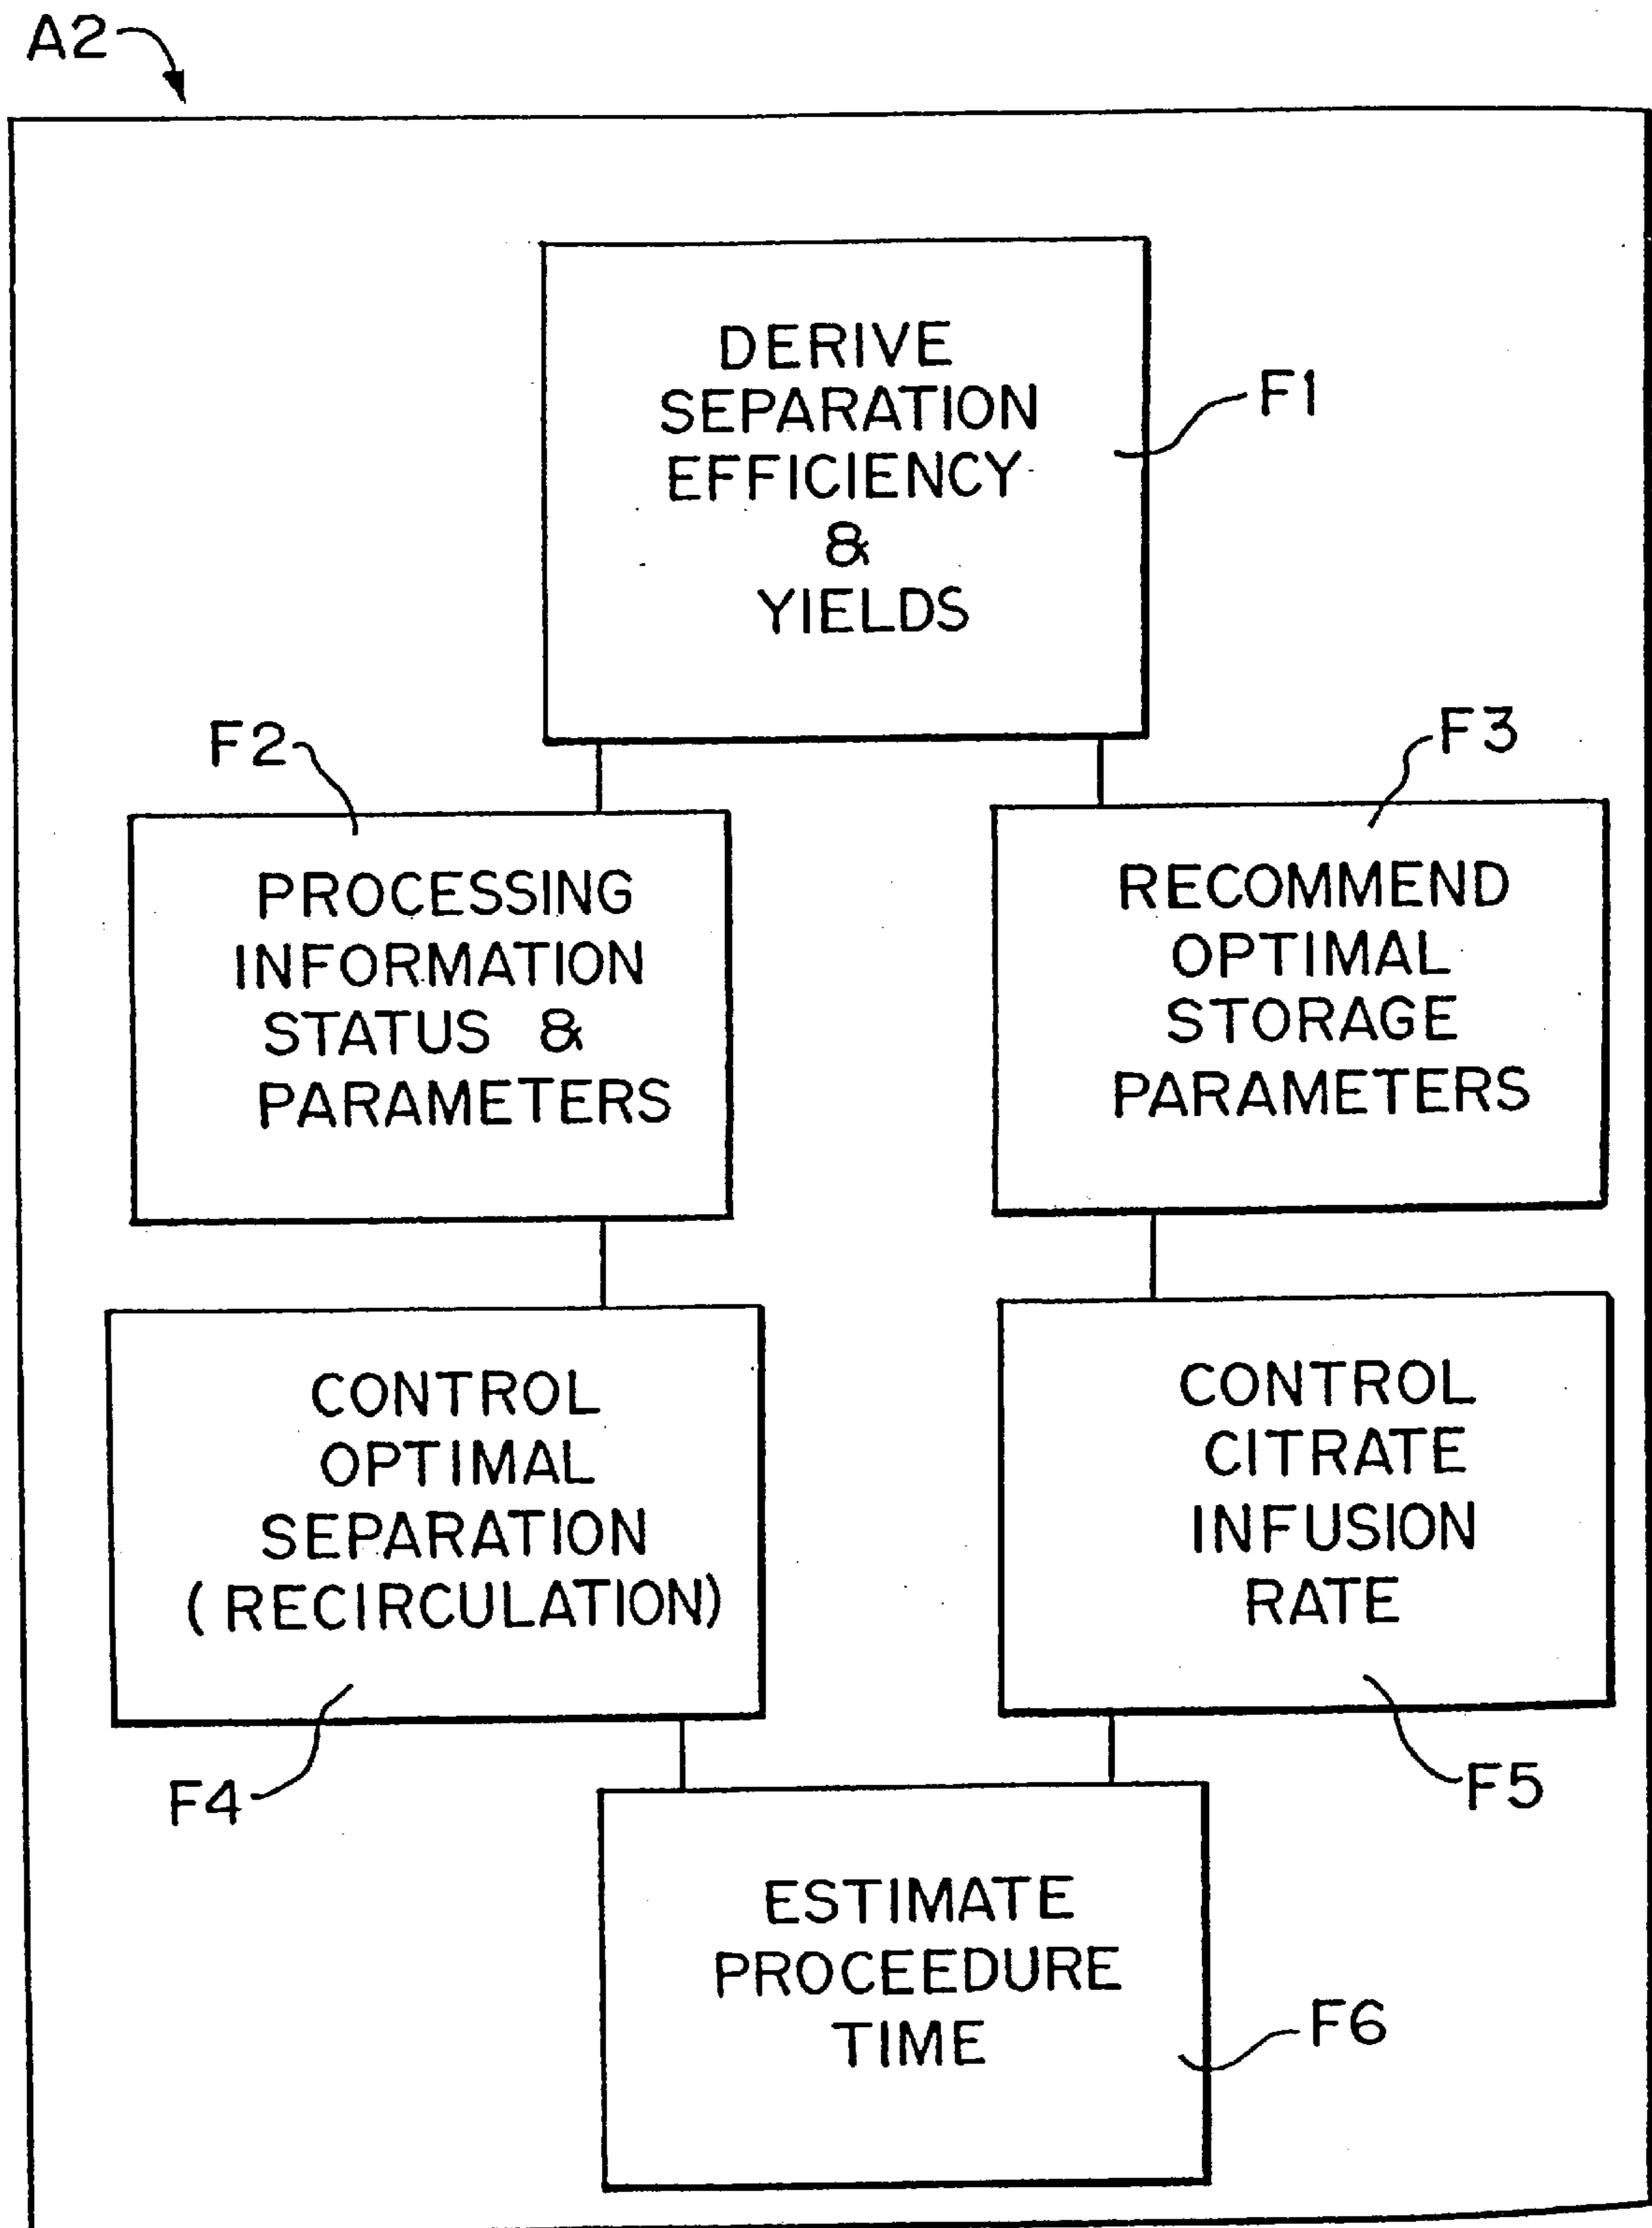 A2
DERIVE
SEPARATION
EFFICIENCY
&
YIELDS
F1
F2
PROCESSING
INFORMATION
STATUS &
PARAMETERS
F3
RECOMMEND
OPTIMAL
STORAGE
PARAMETERS
CONTROL
OPTIMAL
SEPARATION
(RECIRCULATION)
F4
CONTROL
CITRATE
INFUSION
RATE
F5
ESTIMATE
PROCEEDURE
TIME
F6